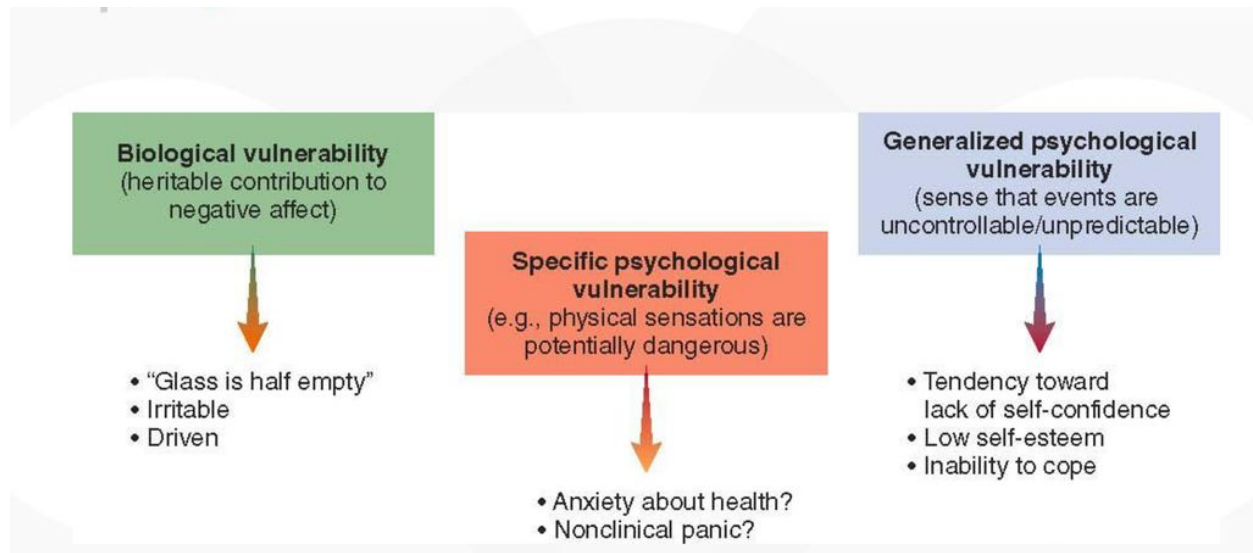 Biological vulnerability
(heritable contribution to
negative affect)
• “Glass is half empty”
• Irritable
• Driven
Specific psychological
vulnerability
(e.g., physical sensations are
potentially dangerous)
• Anxiety about health?
• Nonclinical panic?
Generalized psychological
vulnerability
(sense that events are
uncontrollable/unpredictable)
• Tendency toward
lack of self-confidence
• Low self-esteem
• Inability to cope